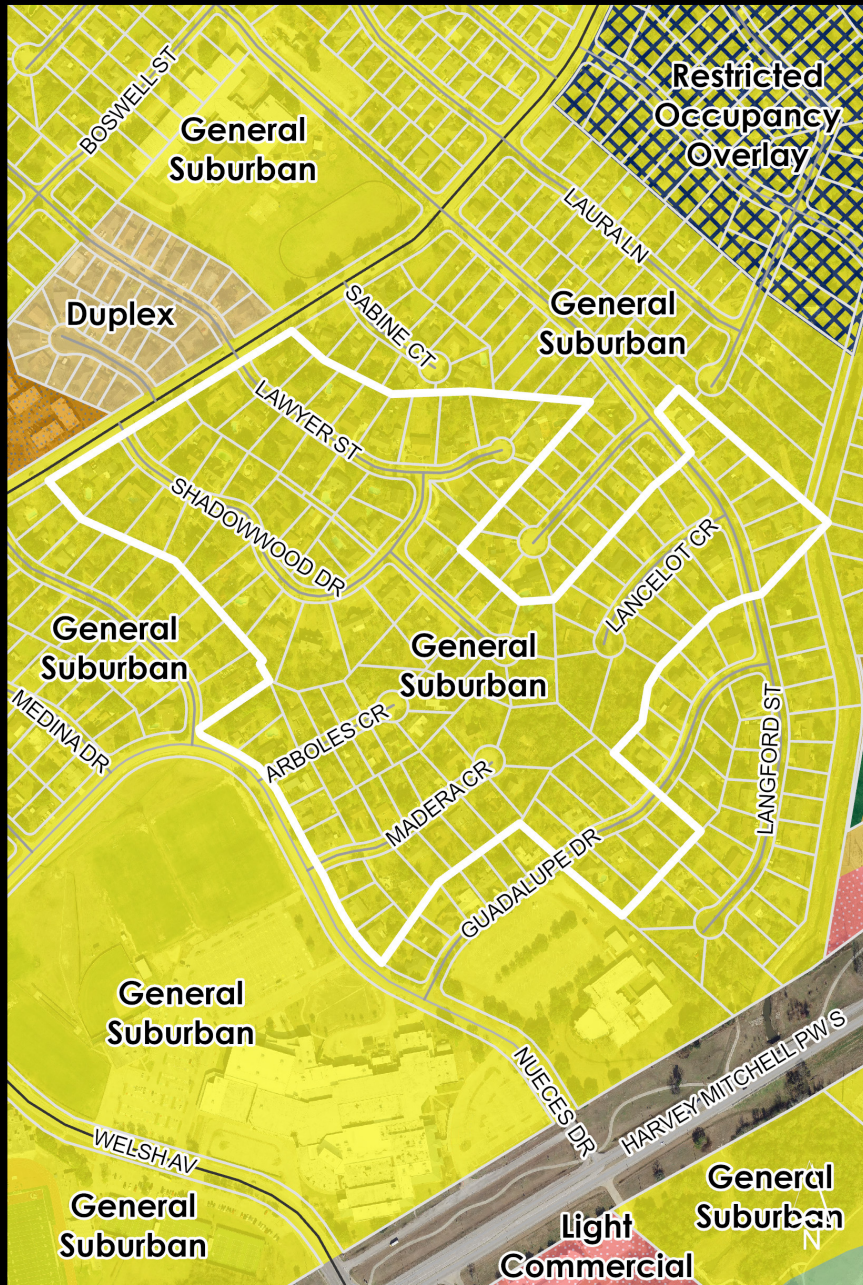 BOSWELL ST
General
Suburban
Restricted
Occupancy
Overlay
LAURA LN
Duplex
SABINE CT
General
Suburban
LAWYER ST
SHADOWWOOD DR
LANCELOT CR
General
Suburban
General
Suburban
MEDINA DR
ARBOLES CR
LANGFORD ST
MADERA CR
GUADALUPE DR
General
Suburban
NUECES DR
HARVEY MITCHELL PW S
WELSH AV
General
Suburban
General
Suburban
Light
Commercial
N